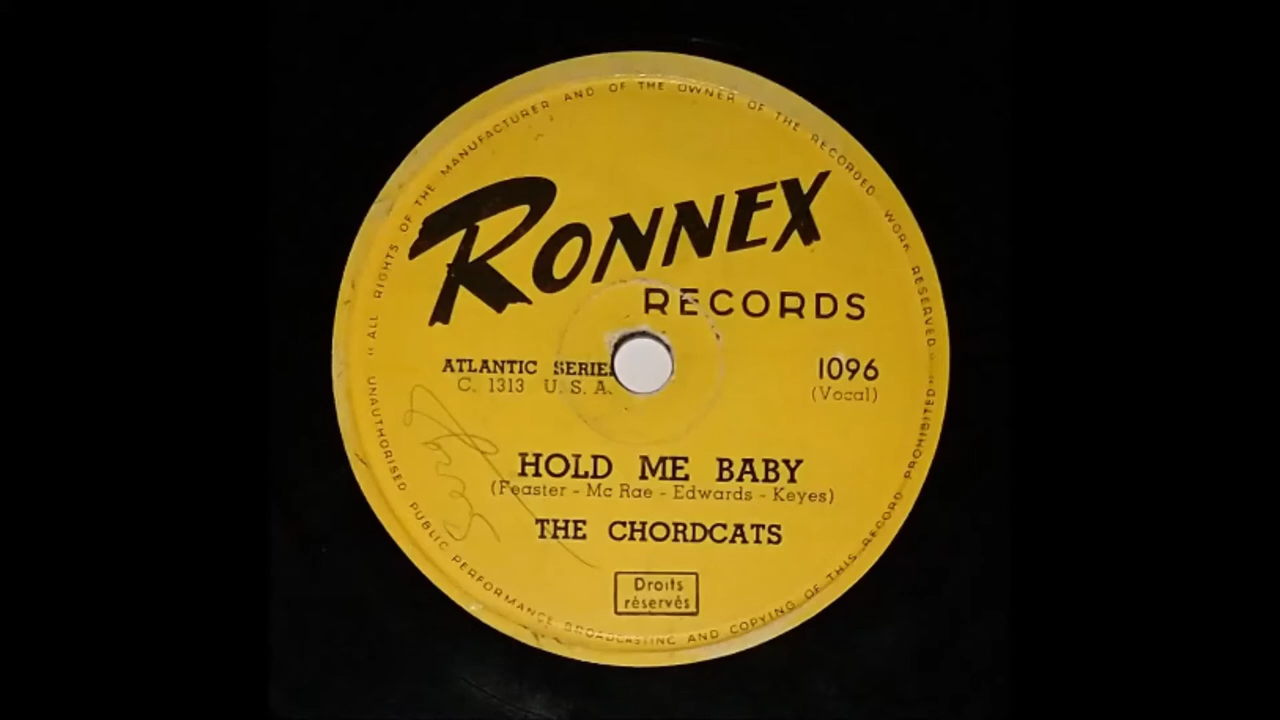 "ALL RIGHTS OF THE MANUFACTURER AND OF THE OWNER OF THE RECORDED WORK RESERVED"
RONNEX
RECORDS
ATLANTIC SERIE
1096
C. 1313 U. S. A.
(Vocal)
HOLD ME BABY
(Feaster - Mc Rae - Edwards - Keyes)
THE CHORDCATS
Droits
réservés
UNAUTHORISED PUBLIC PERFORMANCE BROADCASTING AND COPYING OF THIS RECORD PROHIBITED"